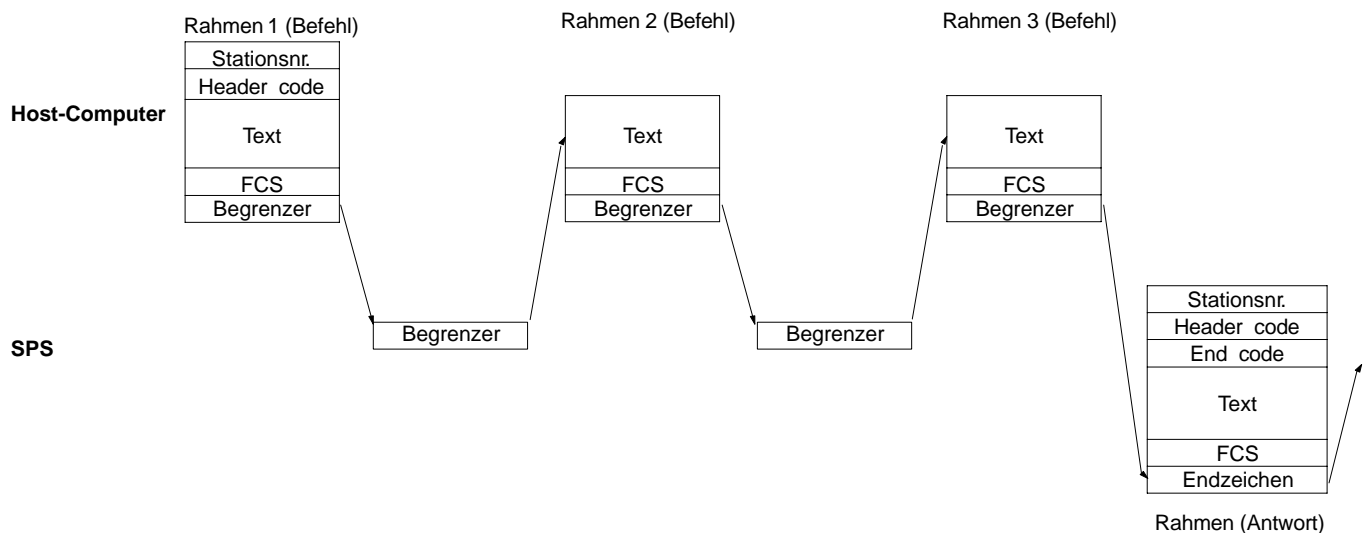 Rahmen 1 (Befehl)
Rahmen 2 (Befehl)
Rahmen 3 (Befehl)
Host-Computer
Stationsnr.
Header code
Text
FCS
Begrenzer
Text
FCS
Begrenzer
Text
FCS
Begrenzer
SPS
Begrenzer
Begrenzer
Stationsnr.
Header code
End code
Text
FCS
Endzeichen
Rahmen (Antwort)